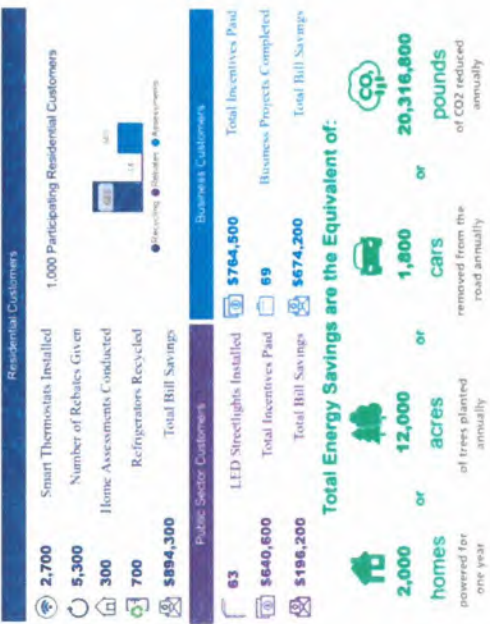 Residential Customers
2,700 Smart Thermostats Installed
5,300 Number of Rebates Given
300 Home Assessments Conducted
700 Refrigerators Recycled
$894,300 Total Bill Savings
1,000 Participating Residential Customers
Recycling Rebates Assessments
Public Sector Customers
63 LED Streetlights Installed
$640,600 Total Incentives Paid
$196,200 Total Bill Savings
Business Customers
$764,500 Total Incentives Paid
69 Business Projects Completed
$674,200 Total Bill Savings
Total Energy Savings are the Equivalent of:
2,000
homes
powered for
one year
or
12,000
acres
of trees planted
annually
or
1,800
cars
removed from the
road annually
or
CO2
20,316,800
pounds
of CO2 reduced
annually